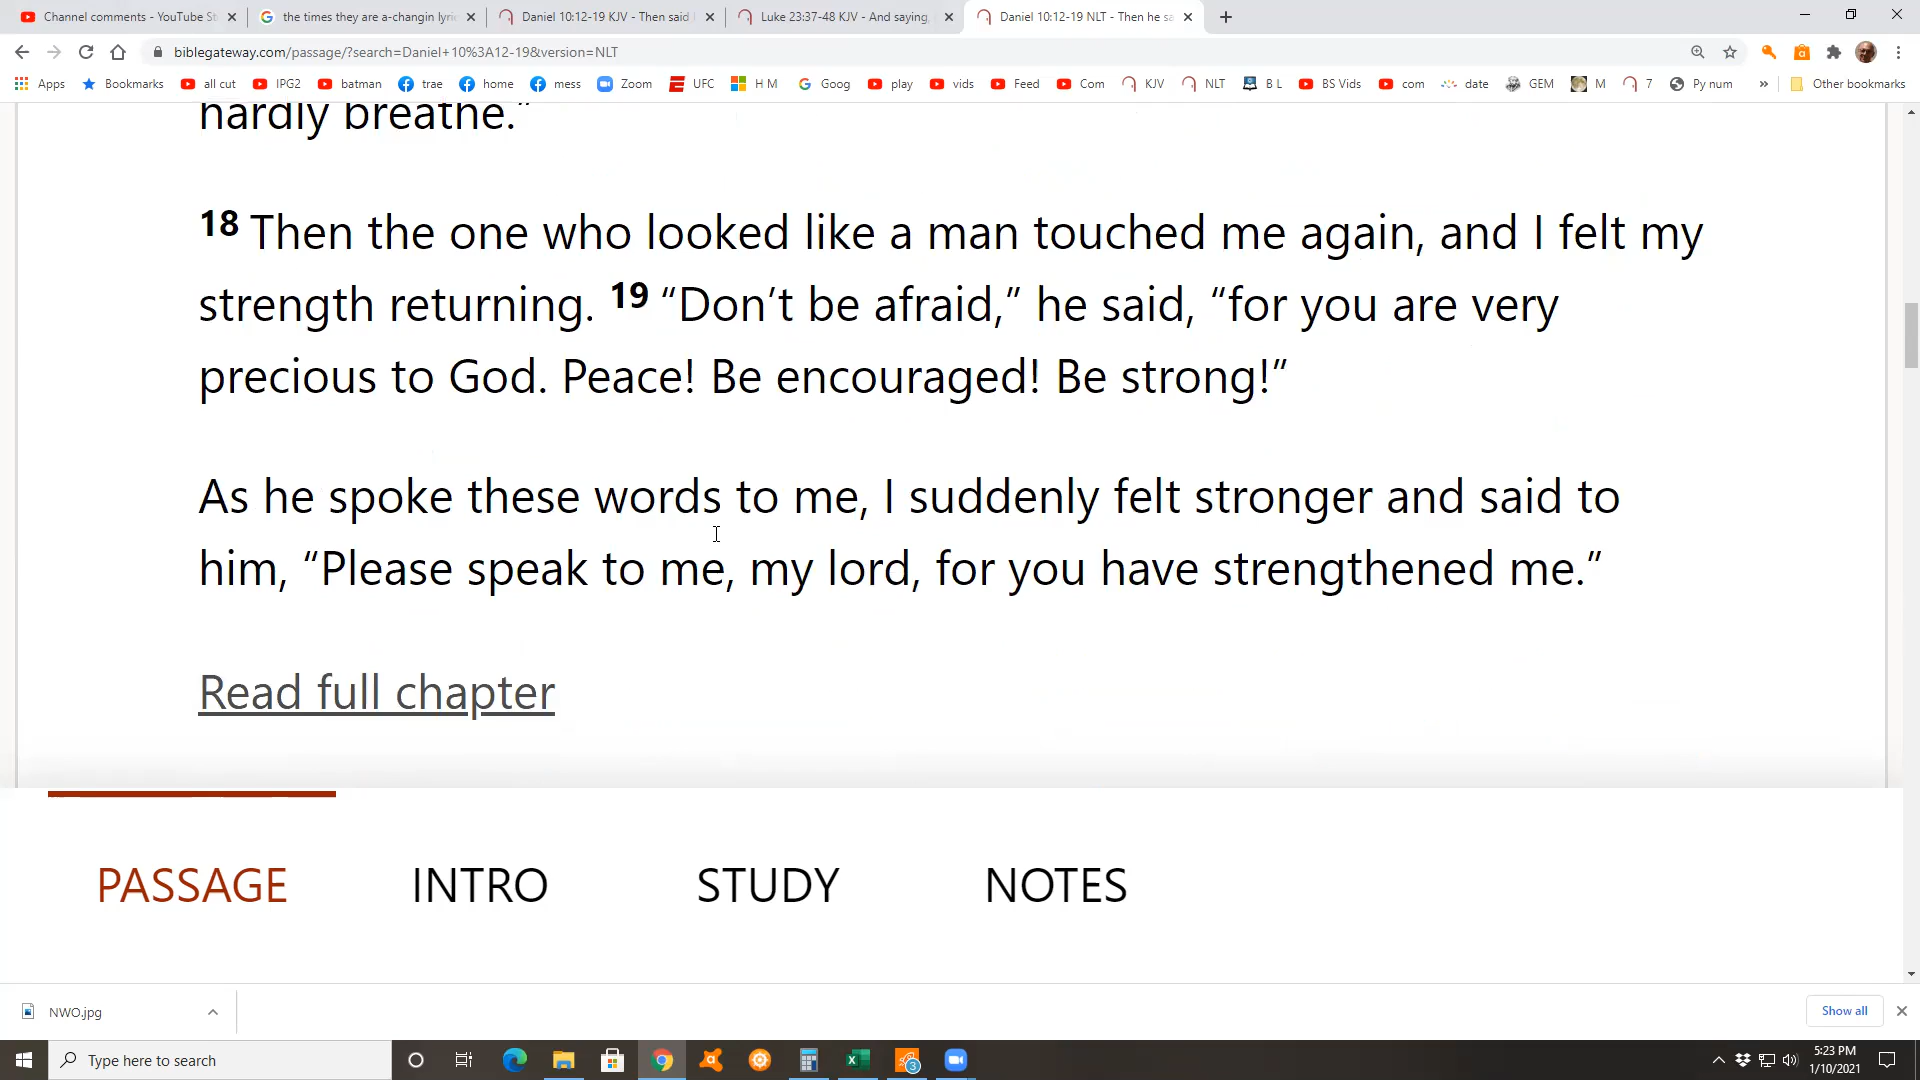 Channel comments - YouTube St
the times they are a-changin lyri
Daniel 10:12-19 KJV - Then said
Luke 23:37-48 KJV - And saying,
Daniel 10:12-19 NLT - Then he sa
biblegateway.com/passage/?search=Daniel+10%3A12-19&version=NLT
Apps Bookmarks all cut IPG2 batman trae home mess Zoom UFC H M Goog play vids Feed Com KJV NLT B L BS Vids com date GEM M 7 Py num » Other bookmarks
hardly breathe.”
18 Then the one who looked like a man touched me again, and I felt my
strength returning. 19 “Don’t be afraid,” he said, “for you are very
precious to God. Peace! Be encouraged! Be strong!”
As he spoke these words to me, I suddenly felt stronger and said to
him, “Please speak to me, my lord, for you have strengthened me.”
Read full chapter
PASSAGE INTRO STUDY NOTES
NWO.jpg
Show all
Type here to search
3
5:23 PM
1/10/2021